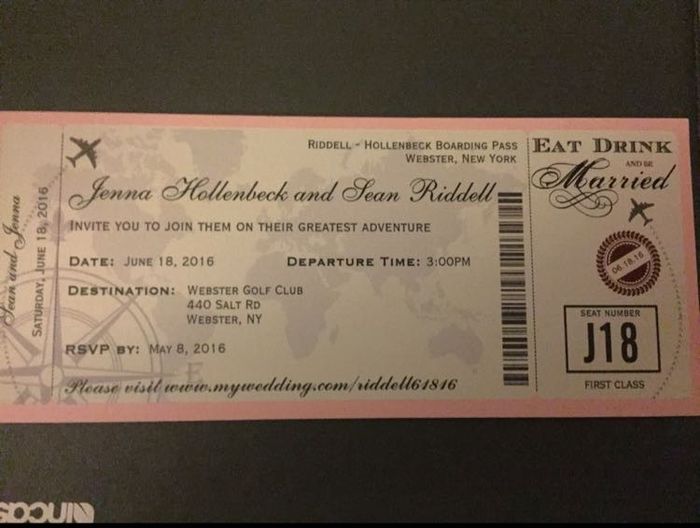 Sean and Jenna
SATURDAY, JUNE 18, 2016
RIDDELL - HOLLENBECK BOARDING PASS
WEBSTER, NEW YORK
Jenna Hollenbeck and Sean Riddell
INVITE YOU TO JOIN THEM ON THEIR GREATEST ADVENTURE
DATE: JUNE 18, 2016 DEPARTURE TIME: 3:00PM
DESTINATION: WEBSTER GOLF CLUB
440 SALT RD
WEBSTER, NY
RSVP BY: MAY 8, 2016
E
Please visit www.mywedding.com/riddell61816
EAT DRINK
AND BE
Married
06.18.16
SEAT NUMBER
J18
FIRST CLASS
incas